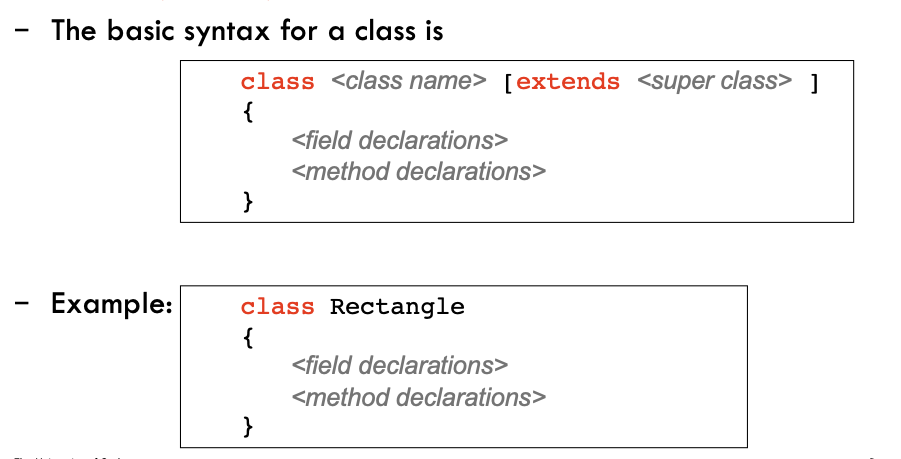 – The basic syntax for a class is
class <class name> [extends <super class> ]
{
<field declarations>
<method declarations>
}
– Example:
class Rectangle
{
<field declarations>
<method declarations>
}